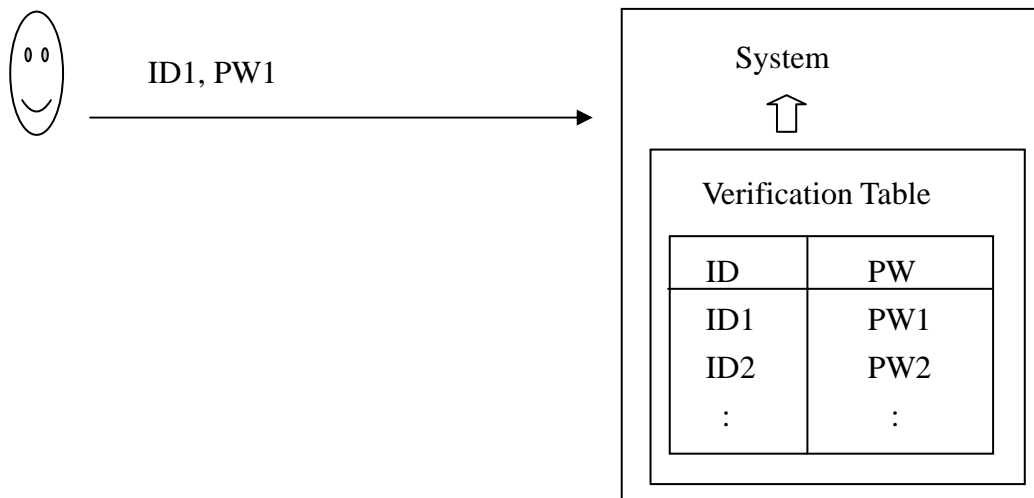 ID1, PW1
System
Verification Table
ID PW
ID1 PW1
ID2 PW2
: :